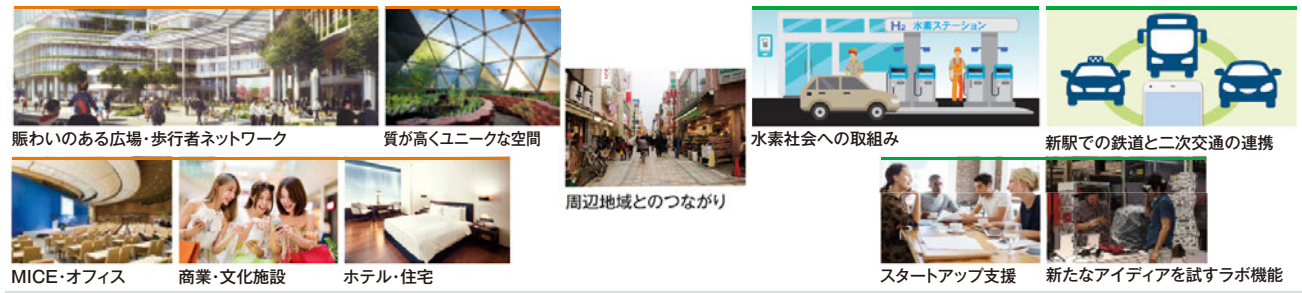 H₂ 水素ステーション
賑わいのある広場・歩行者ネットワーク
質が高くユニークな空間
水素社会への取組み
新駅での鉄道と二次交通の連携
周辺地域とのつながり
MICE・オフィス
商業・文化施設
ホテル・住宅
スタートアップ支援
新たなアイディアを試すラボ機能